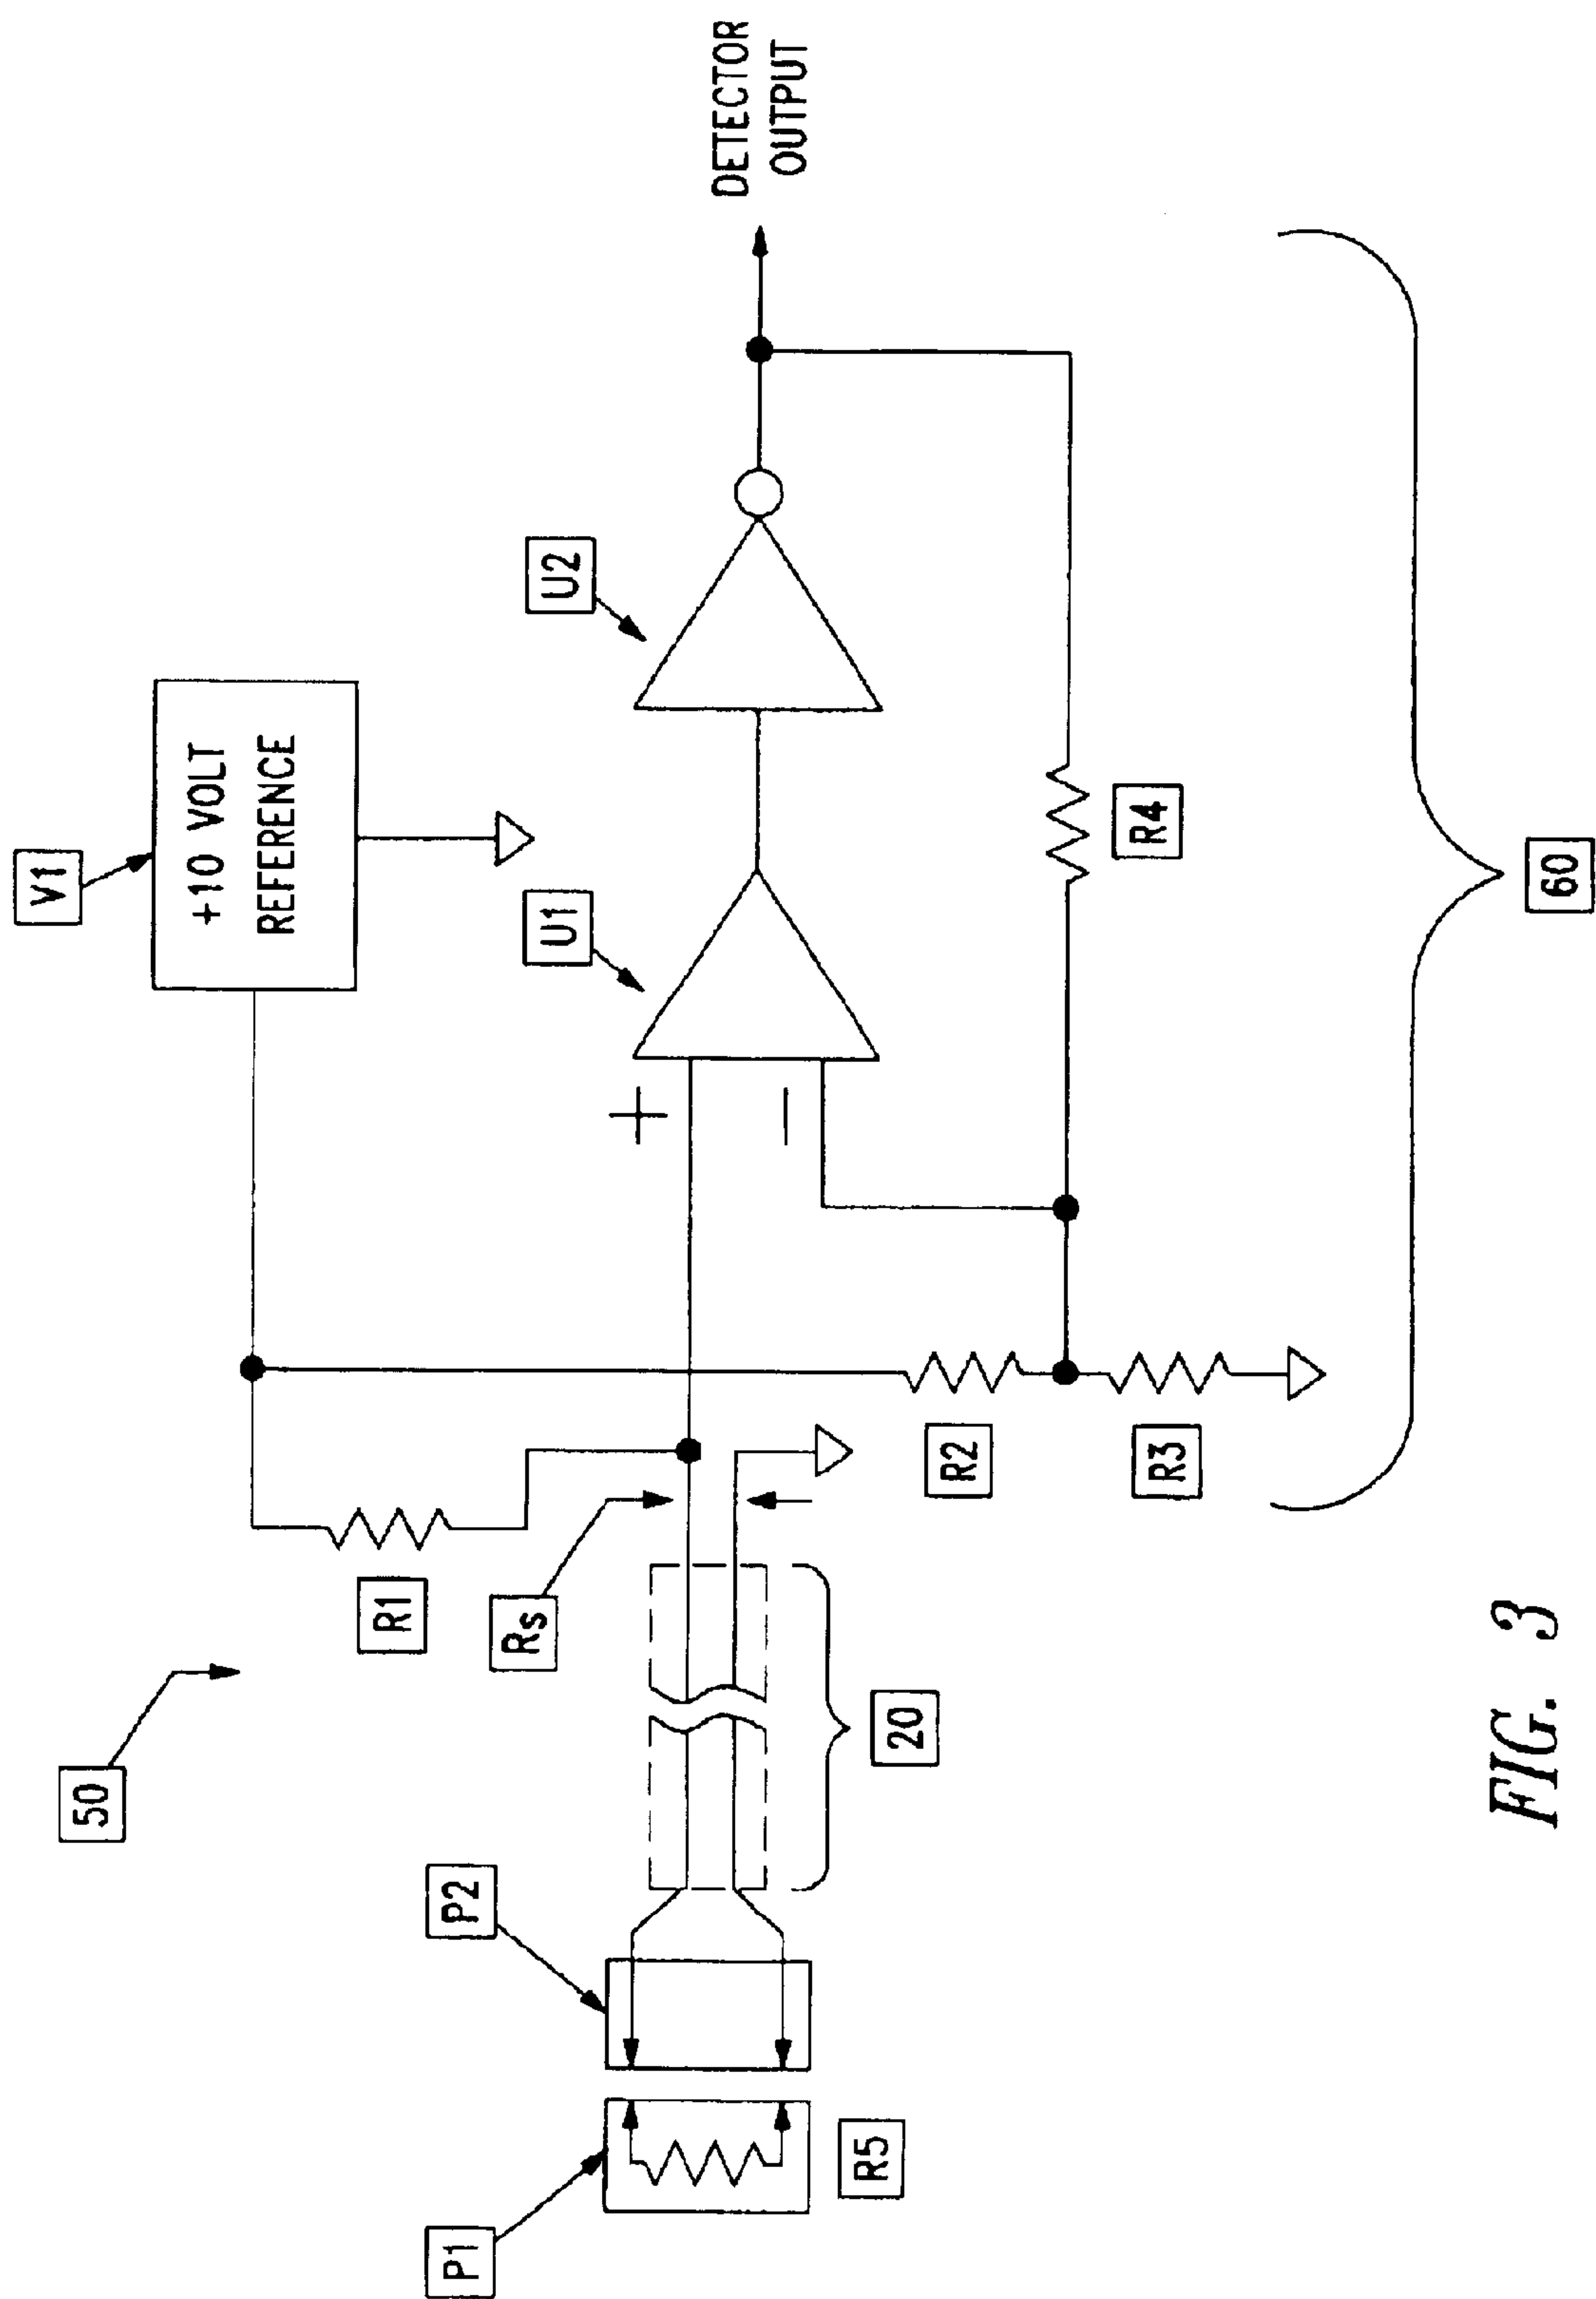 V1
+10 VOLT
REFERENCE
50
R1
Rs
P2
P1
R5
20
+
−
U1
U2
DETECTOR
OUTPUT
R2
R3
R4
60
FIG. 3